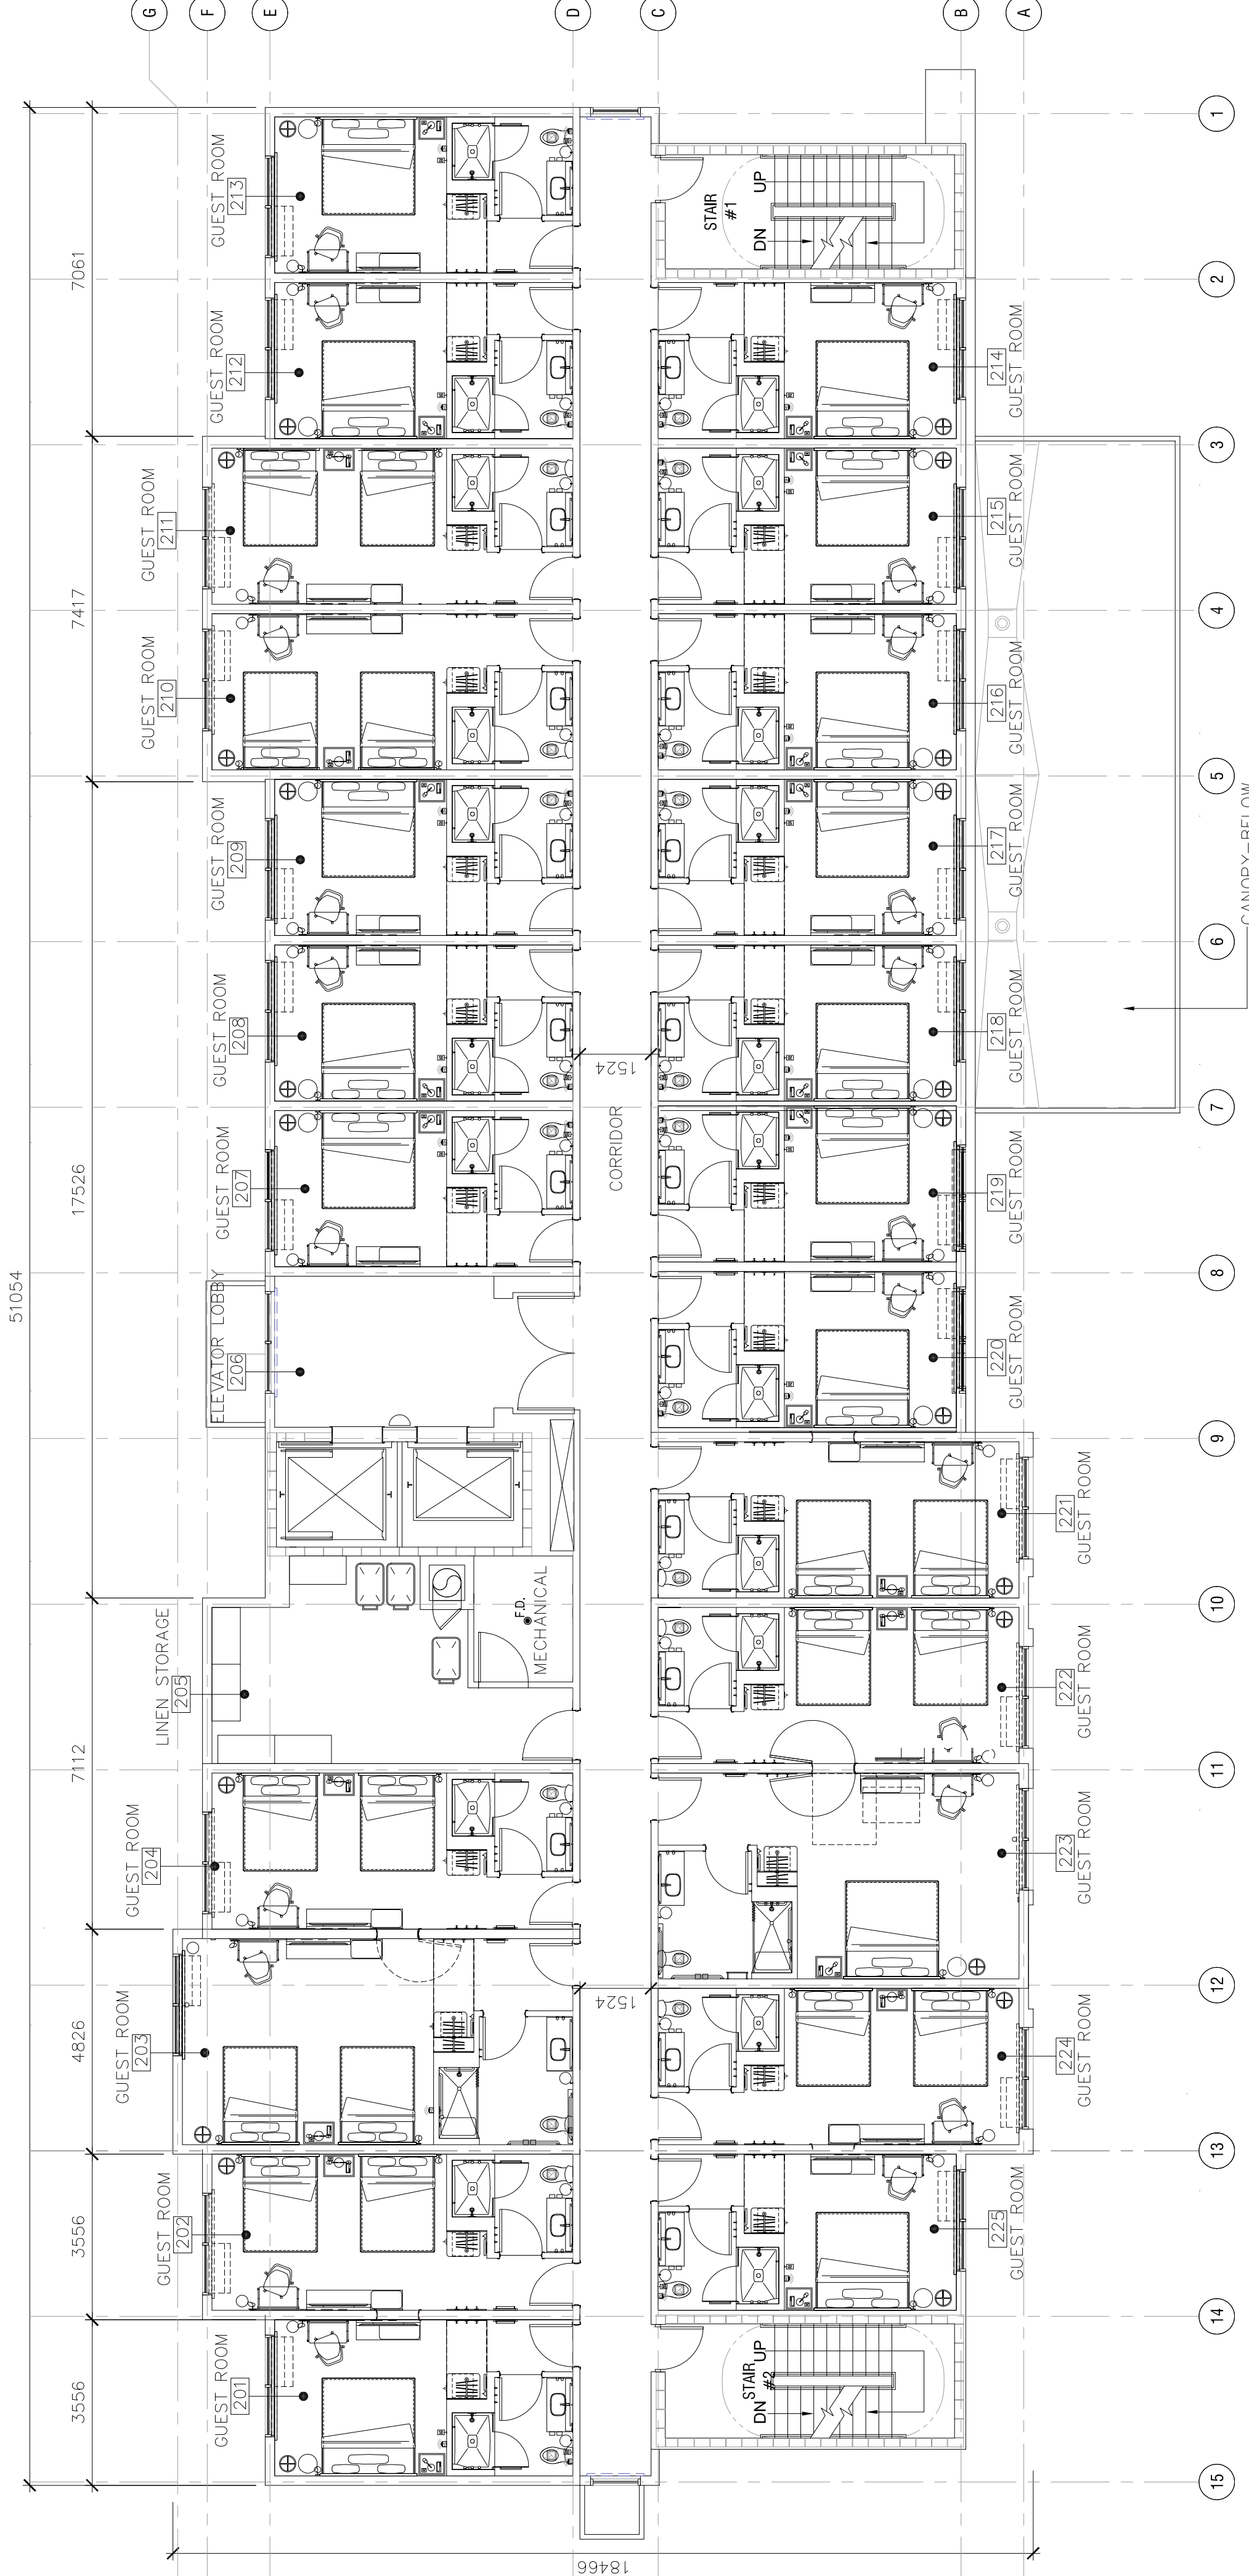 G
F
E
D
C
B
A
1
2
3
4
5
6
7
8
9
10
11
12
13
14
15
51054
7061
7417
17526
7112
4826
3556
3556
18466
GUEST ROOM
213
GUEST ROOM
212
GUEST ROOM
211
GUEST ROOM
210
GUEST ROOM
209
GUEST ROOM
208
GUEST ROOM
207
ELEVATOR LOBBY
206
LINEN STORAGE
205
GUEST ROOM
204
GUEST ROOM
203
GUEST ROOM
202
GUEST ROOM
201
F.D.
MECHANICAL
CORRIDOR
1524
1524
STAIR
#1
UP
DN
STAIR
#2
UP
DN
214
GUEST ROOM
215
GUEST ROOM
216
GUEST ROOM
217
GUEST ROOM
218
GUEST ROOM
219
GUEST ROOM
220
GUEST ROOM
221
GUEST ROOM
222
GUEST ROOM
223
GUEST ROOM
224
GUEST ROOM
225
GUEST ROOM
CANOPY-BELOW